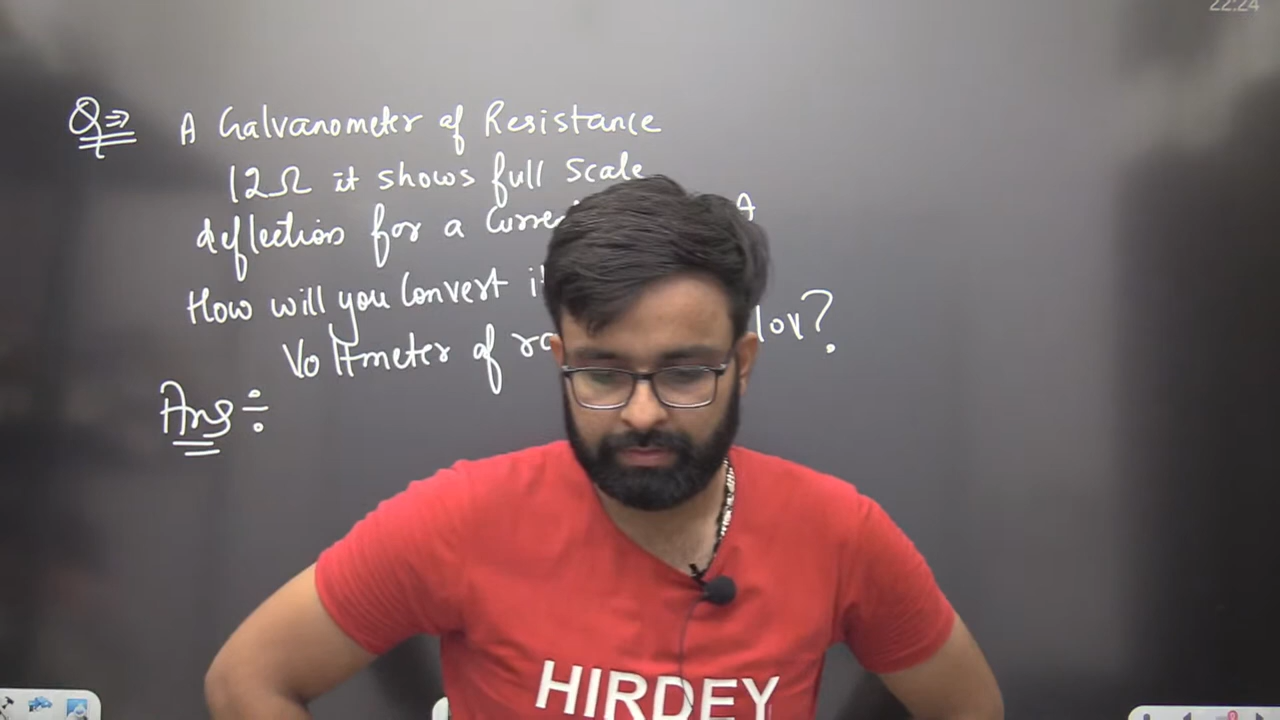 22:24
Q⇒ A Galvanometer of Resistance
12Ω it shows full scale
deflection for a A
How will you Convert
Voltmeter of 10V?
Ans÷
HIRDEY